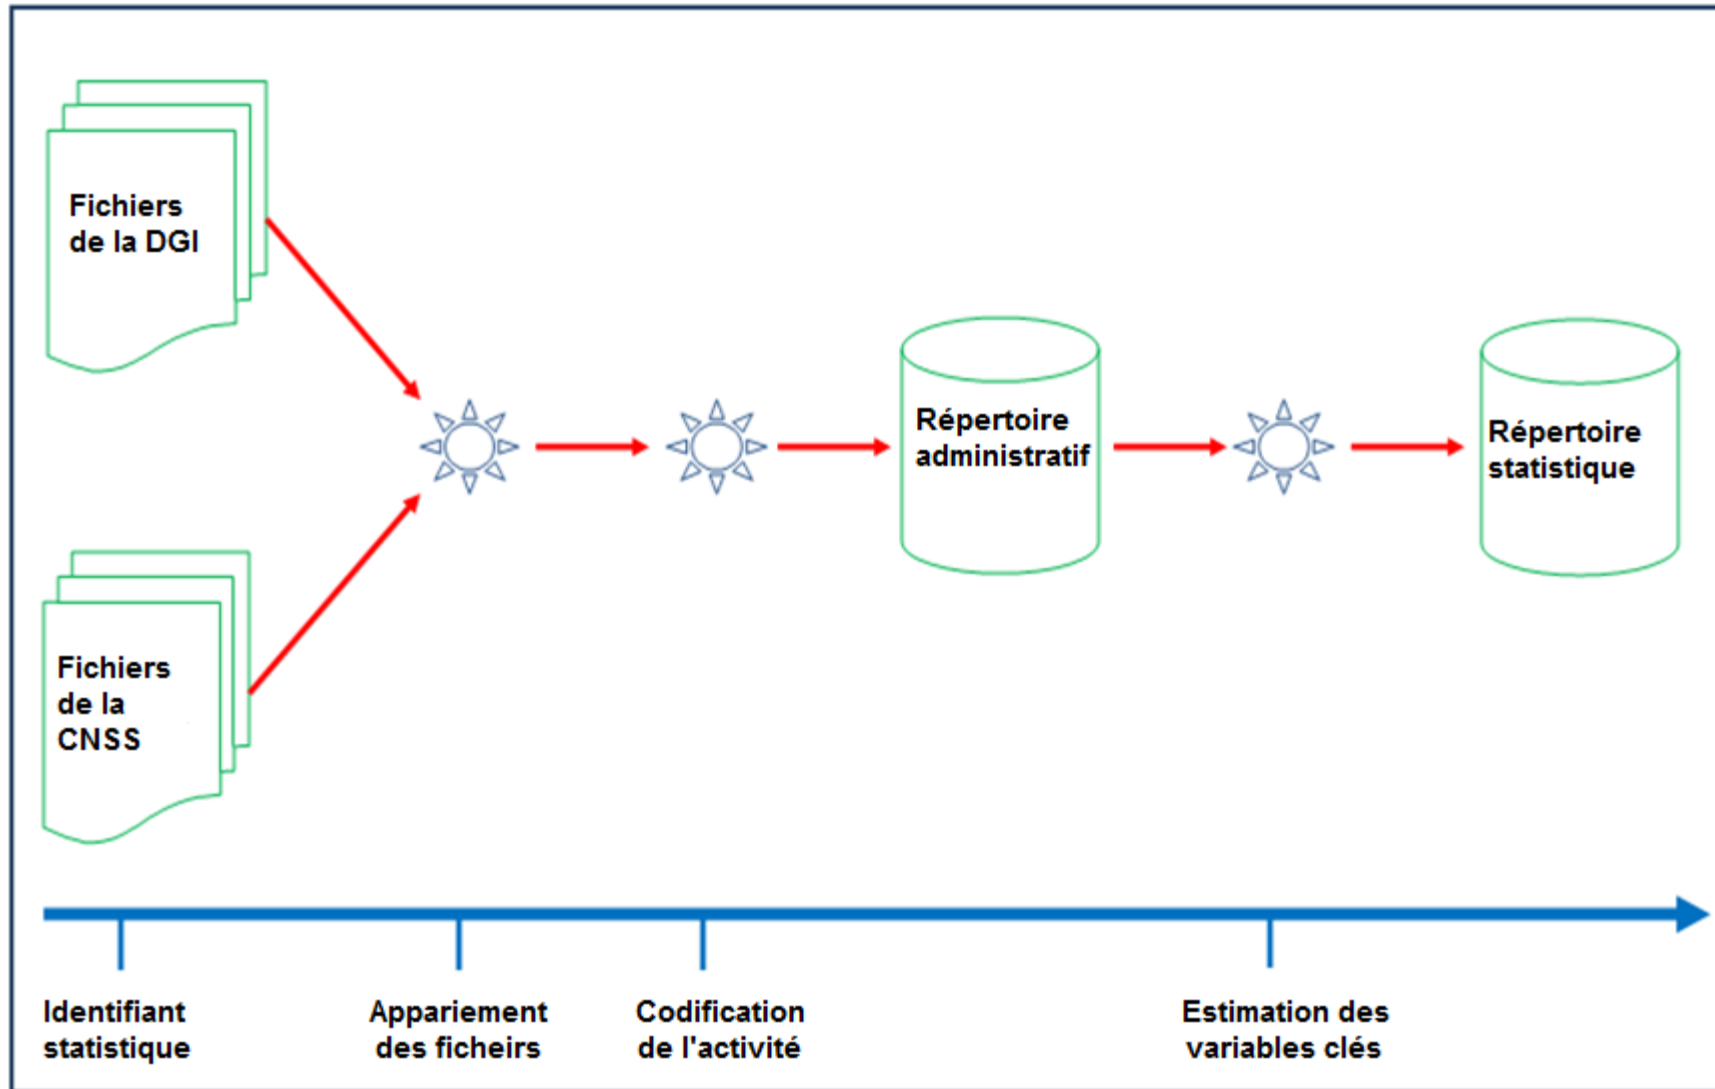 Fichiers
de la DGI
Fichiers
de la
CNSS
Répertoire
administratif
Répertoire
statistique
Identifiant
statistique
Appariement
des ficheirs
Codification
de l'activité
Estimation des
variables clés